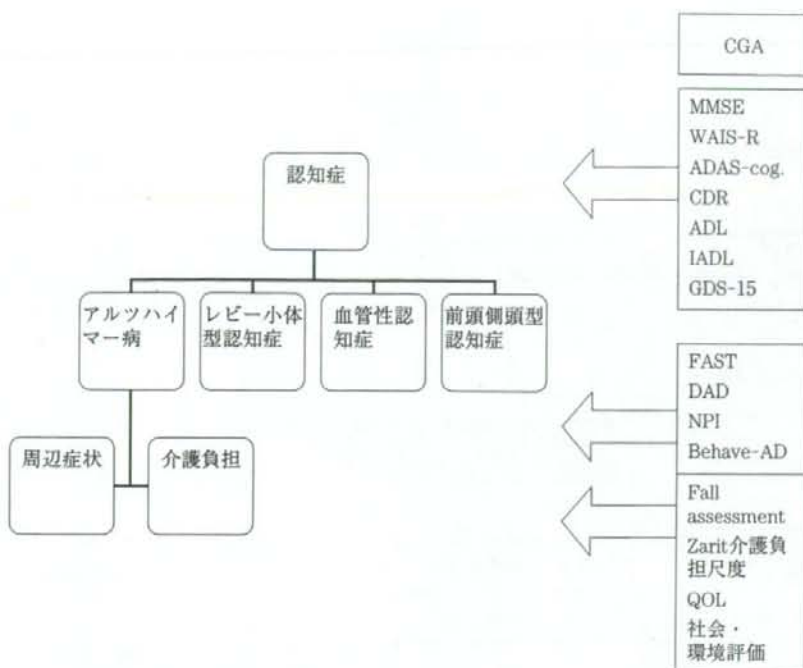 CGA
MMSE
WAIS-R
ADAS-cog.
CDR
ADL
IADL
GDS-15
認知症
アルツハイ
マー病
レビー小体
型認知症
血管性認
知症
前頭側頭型
認知症
FAST
DAD
NPI
Behave-AD
周辺症状
介護負担
Fall
assessment
Zarit介護負
担尺度
QOL
社会・
環境評価